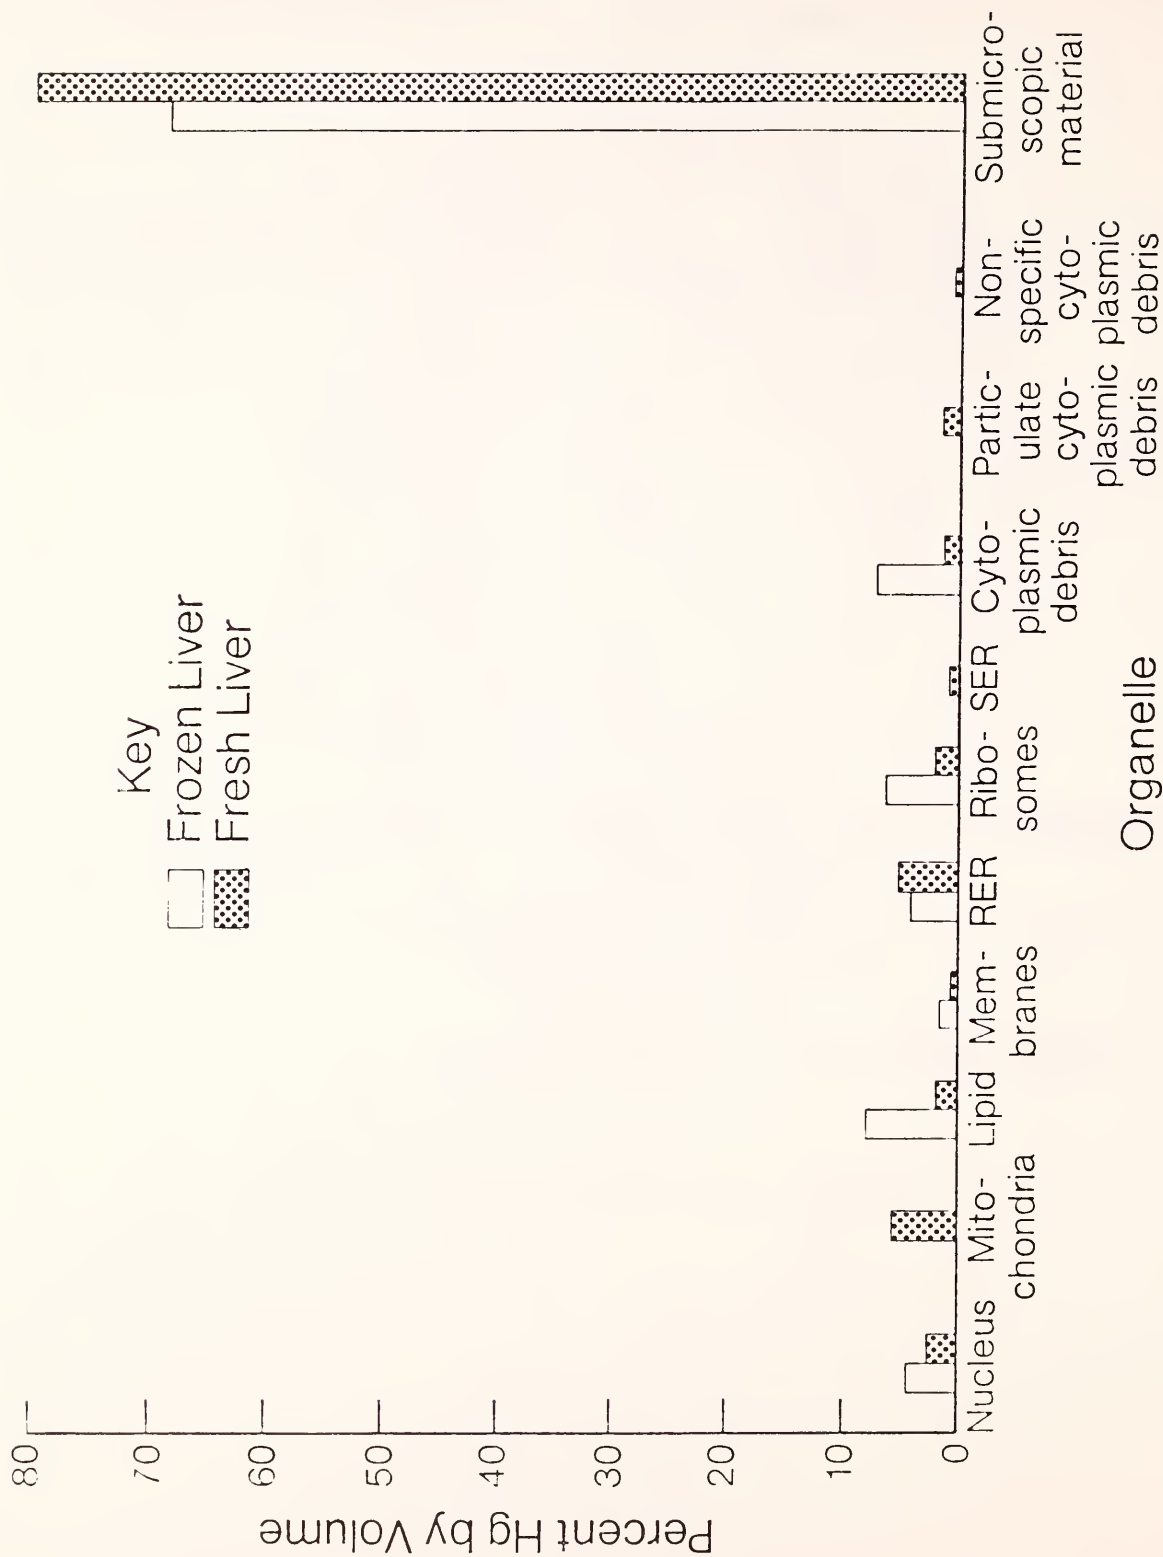 Key
Frozen Liver
Fresh Liver
Percent Hg by Volume
80
70
60
50
40
30
20
10
0
Nucleus
Mito-
chondria
Lipid
Mem-
branes
RER
Ribo-
somes
SER
Cyto-
plasmic
debris
Partic-
ulate
cyto-
plasmic
debris
Non-
specific
cyto-
plasmic
debris
Submicro-
scopic
material
Organelle